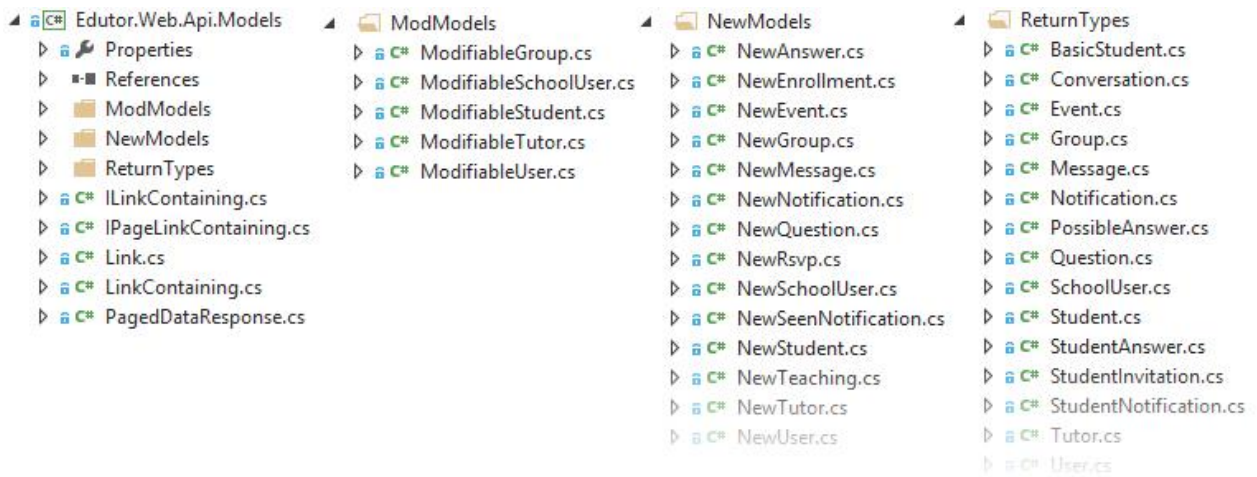 Edutor.Web.Api.Models
Properties
References
ModModels
NewModels
ReturnTypes
ILinkContaining.cs
IPageLinkContaining.cs
Link.cs
LinkContaining.cs
PagedDataResponse.cs
ModModels
ModifiableGroup.cs
ModifiableSchoolUser.cs
ModifiableStudent.cs
ModifiableTutor.cs
ModifiableUser.cs
NewModels
NewAnswer.cs
NewEnrollment.cs
NewEvent.cs
NewGroup.cs
NewMessage.cs
NewNotification.cs
NewQuestion.cs
NewRsvp.cs
NewSchoolUser.cs
NewSeenNotification.cs
NewStudent.cs
NewTeaching.cs
NewTutor.cs
NewUser.cs
ReturnTypes
BasicStudent.cs
Conversation.cs
Event.cs
Group.cs
Message.cs
Notification.cs
PossibleAnswer.cs
Question.cs
SchoolUser.cs
Student.cs
StudentAnswer.cs
StudentInvitation.cs
StudentNotification.cs
Tutor.cs
User.cs